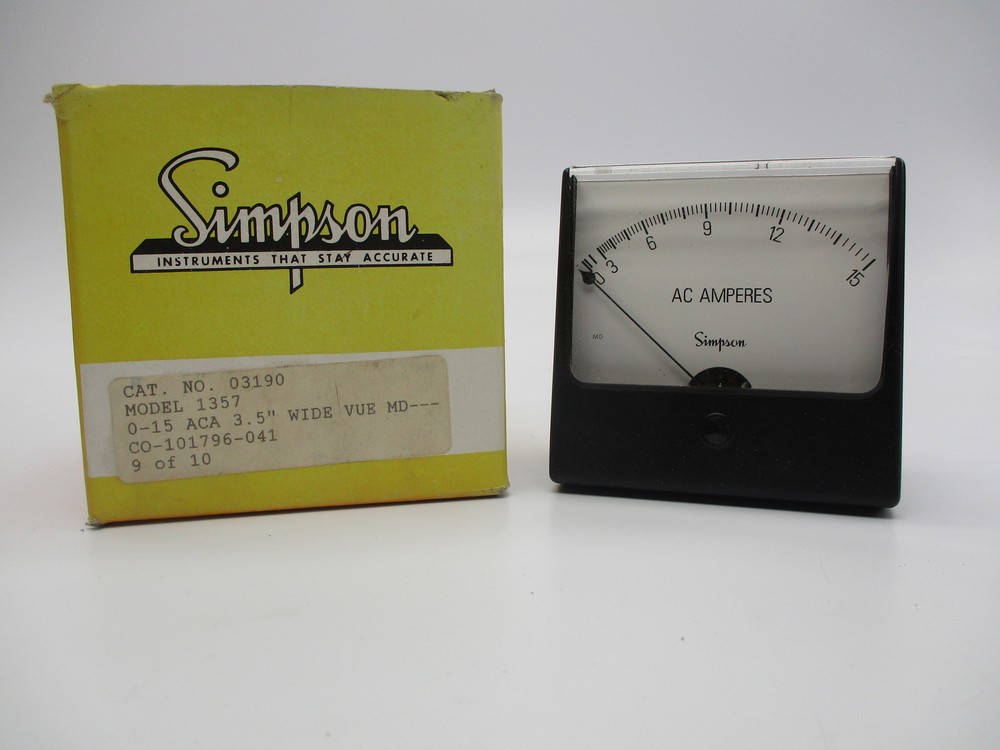 Simpson
INSTRUMENTS THAT STAY ACCURATE
CAT. NO. 03190
MODEL 1357
0-15 ACA 3.5" WIDE VUE MD---
CO-101796-041
9 of 10
0 3 6 9 12 15
AC AMPERES
MD
Simpson